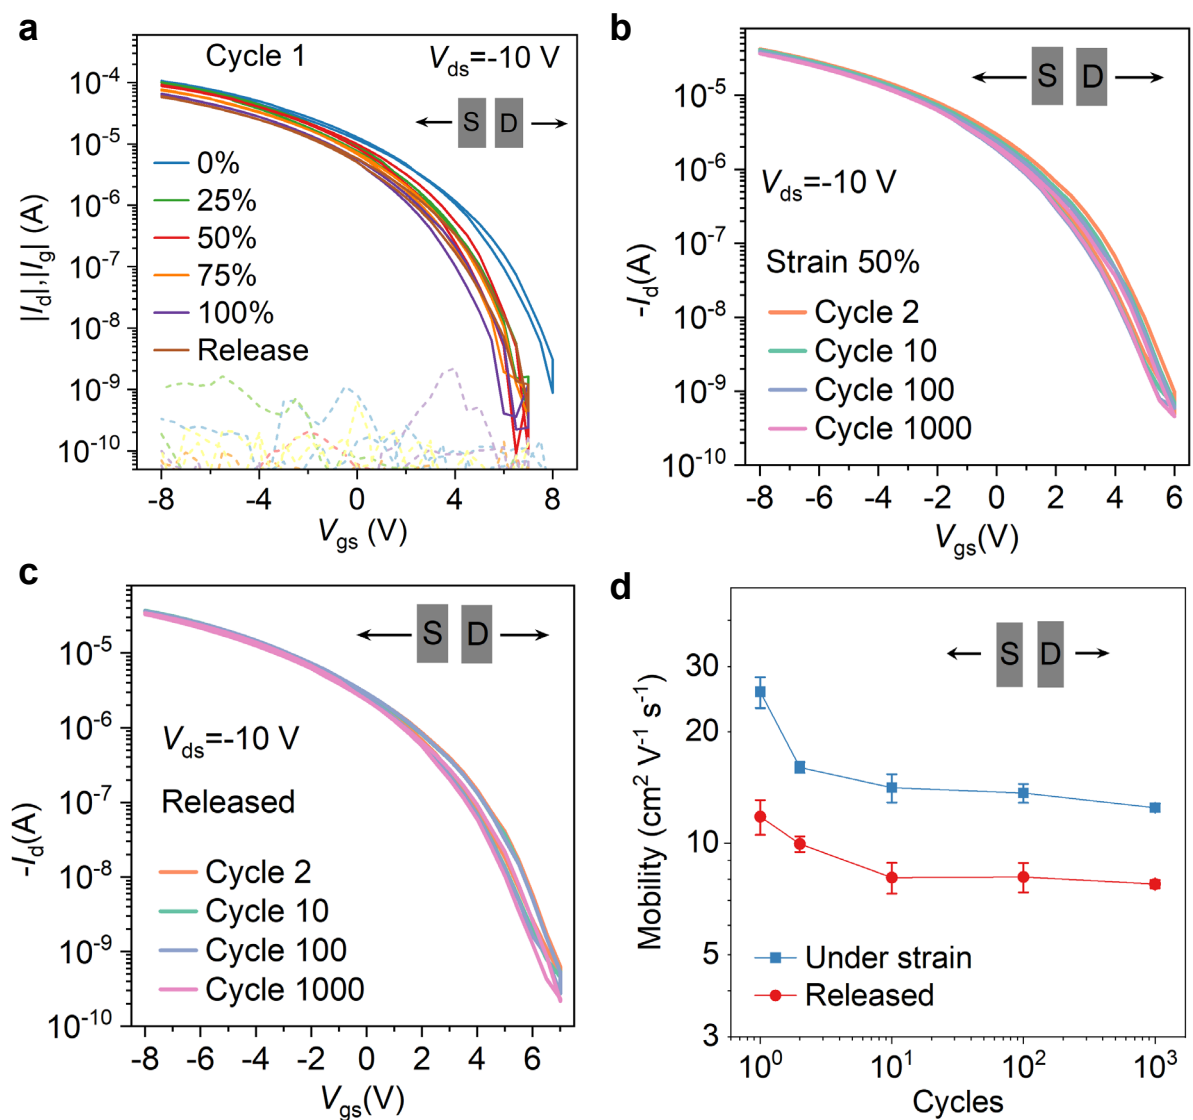 a
Cycle 1
Vds=-10 V
S D
0%
25%
50%
75%
100%
Release
|Id|,|Ig| (A)
10-4
10-5
10-6
10-7
10-8
10-9
10-10
-8 -4 0 4 8
Vgs (V)
b
S D
Vds=-10 V
Strain 50%
Cycle 2
Cycle 10
Cycle 100
Cycle 1000
-Id(A)
10-5
10-6
10-7
10-8
10-9
10-10
-8 -6 -4 -2 0 2 4 6
Vgs(V)
c
S D
Vds=-10 V
Released
Cycle 2
Cycle 10
Cycle 100
Cycle 1000
-Id(A)
10-5
10-6
10-7
10-8
10-9
10-10
-8 -6 -4 -2 0 2 4 6
Vgs(V)
d
S D
Mobility (cm2 V-1 s-1)
30
20
10
5
3
Under strain
Released
100 101 102 103
Cycles